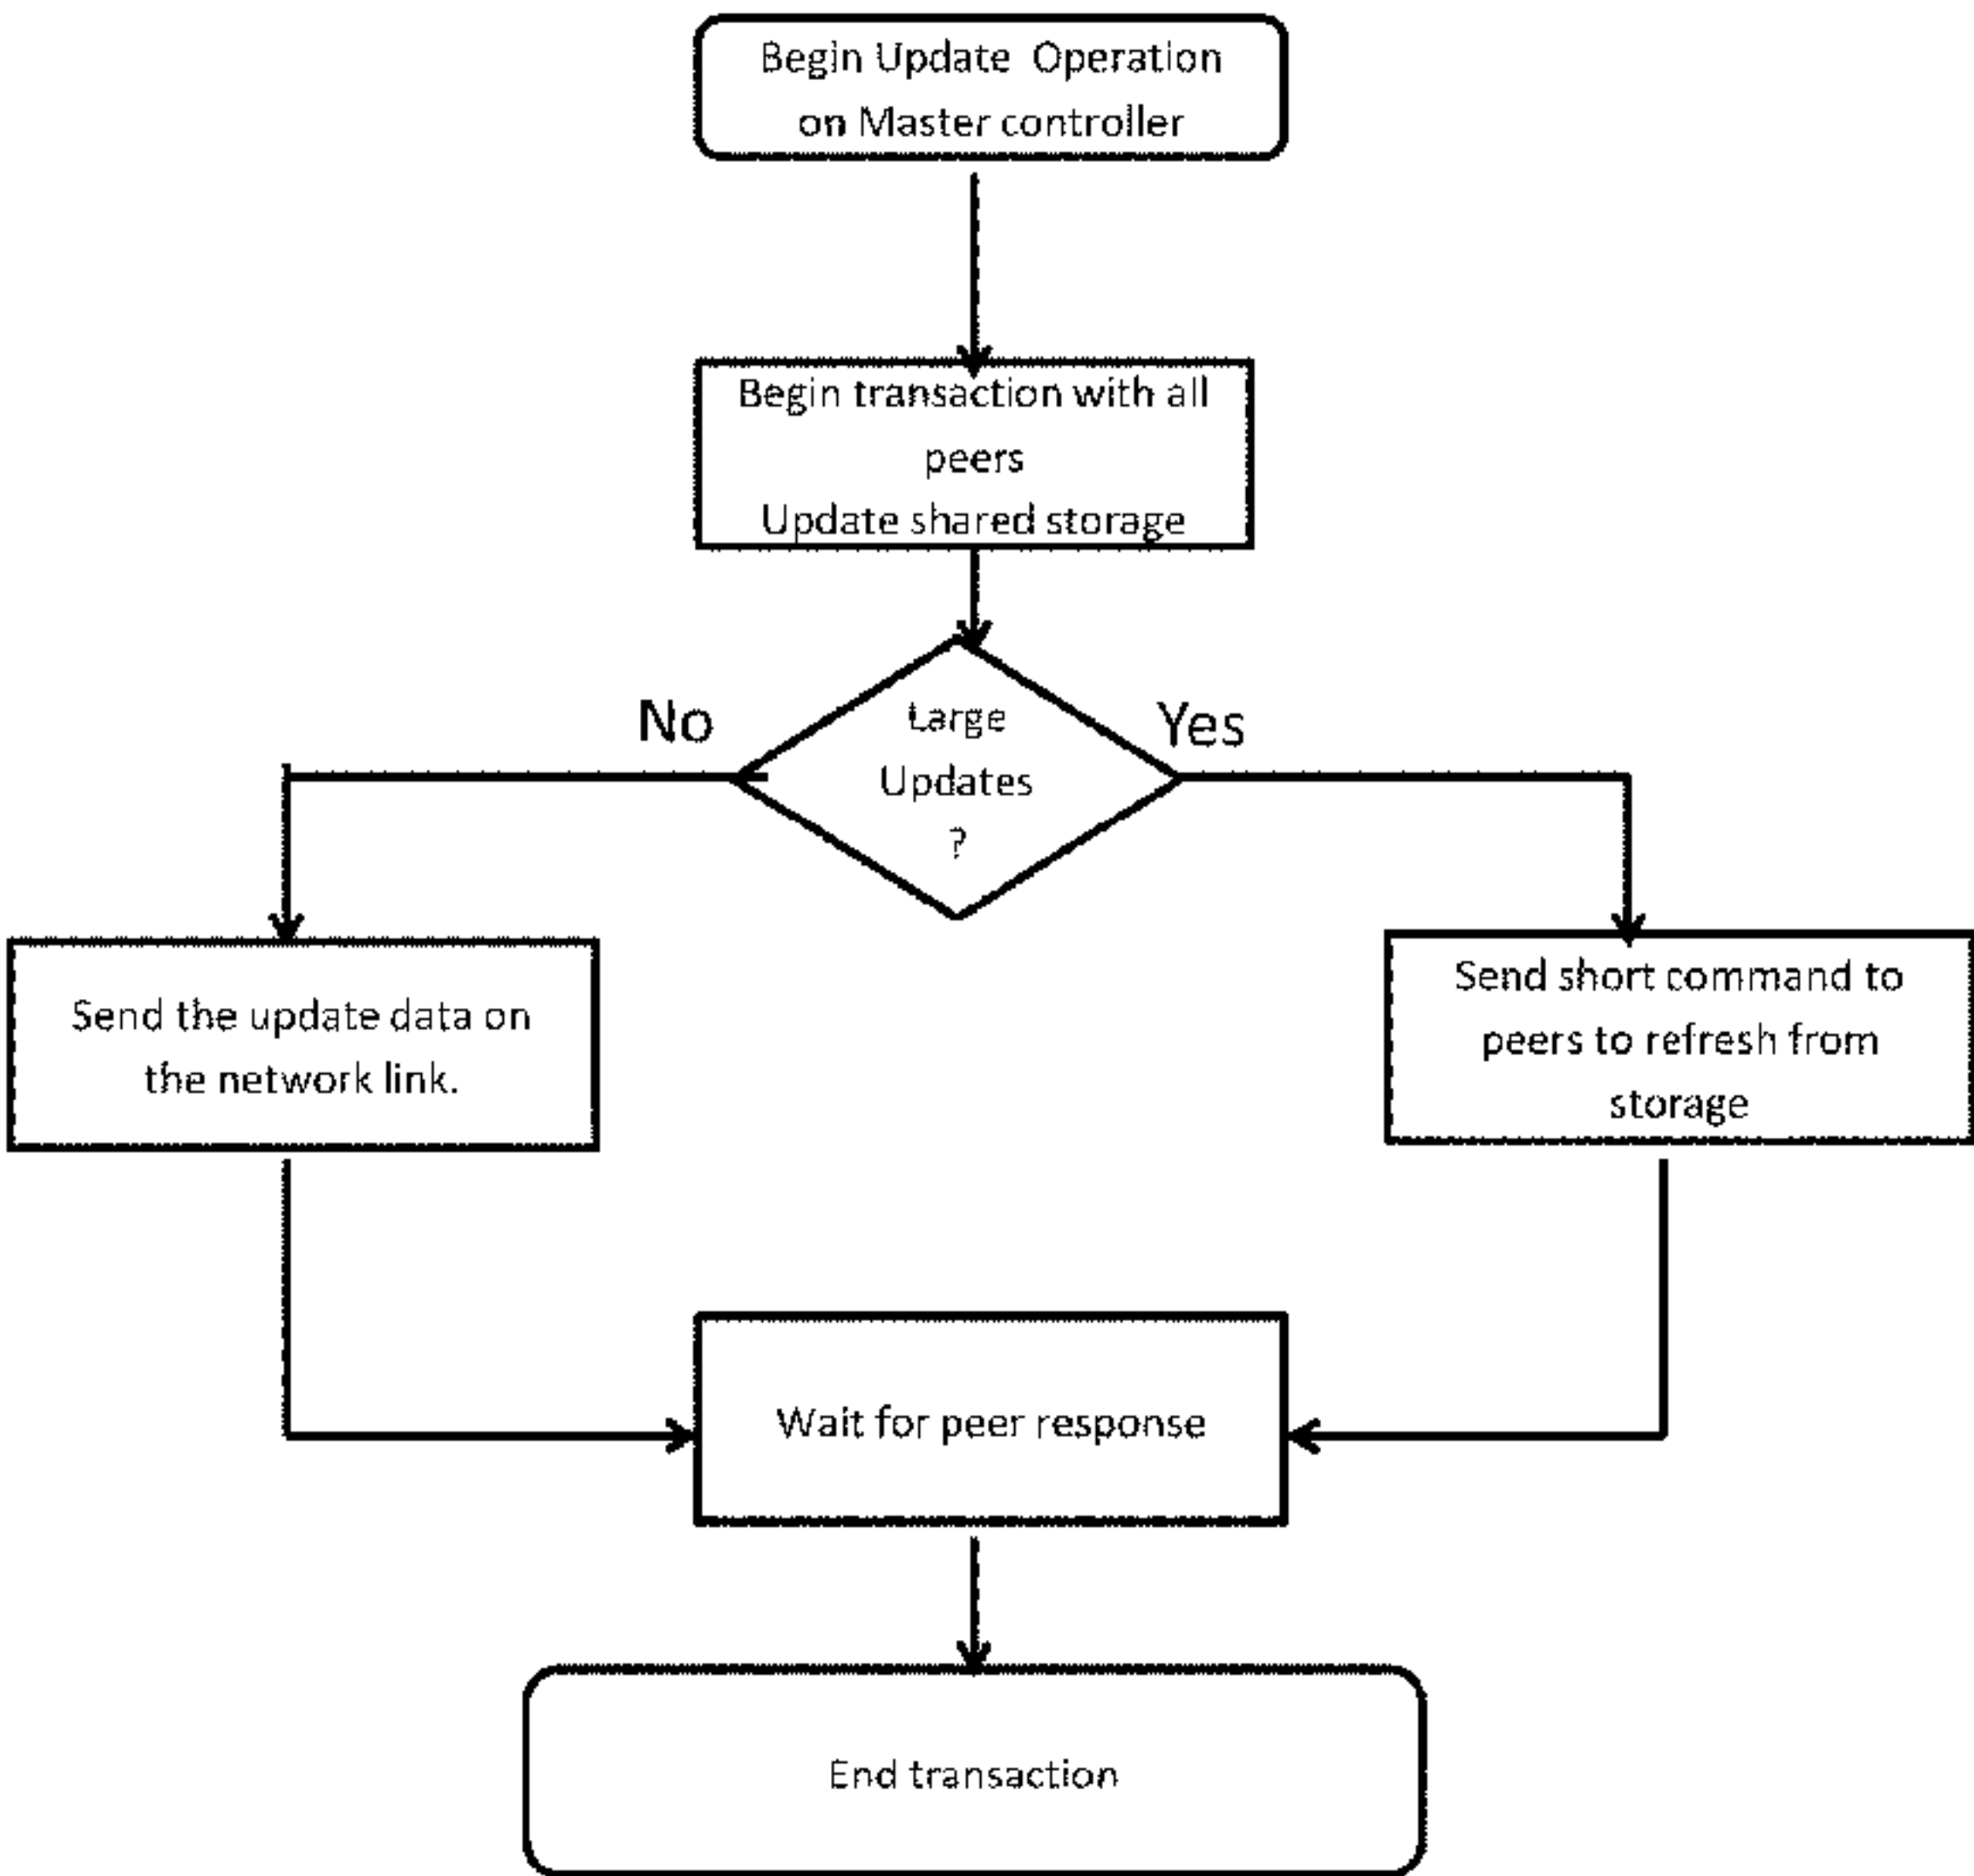 Begin Update Operation
on Master controller
Begin transaction with all
peers
Update shared storage
No
Yes
Large
Updates
?
Send the update data on
the network link.
Send short command to
peers to refresh from
storage
Wait for peer response
End transaction